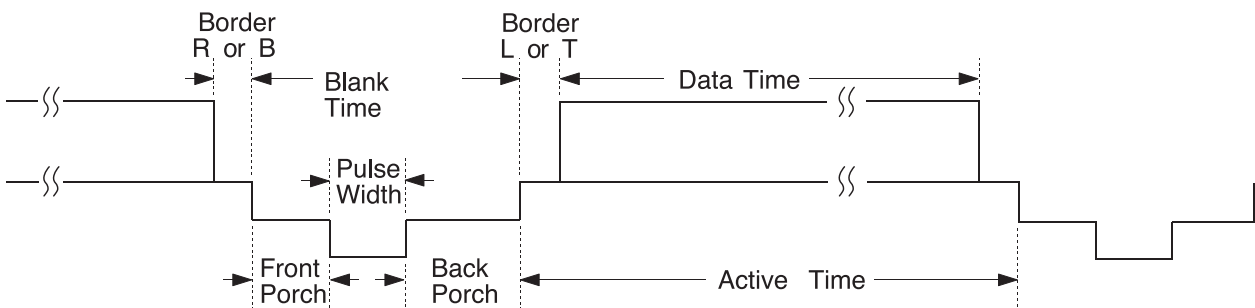 Border
R or B
Border
L or T
Blank
Time
Data Time
Pulse
Width
Front
Porch
Back
Porch
Active Time